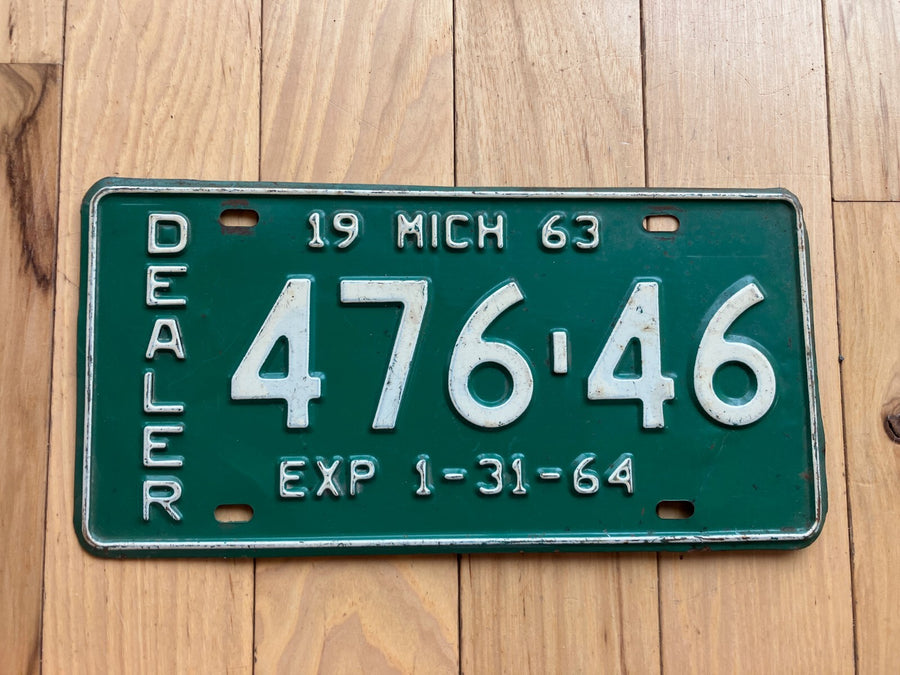 DEALER
19 MICH 63
476-46
EXP 1-31-64